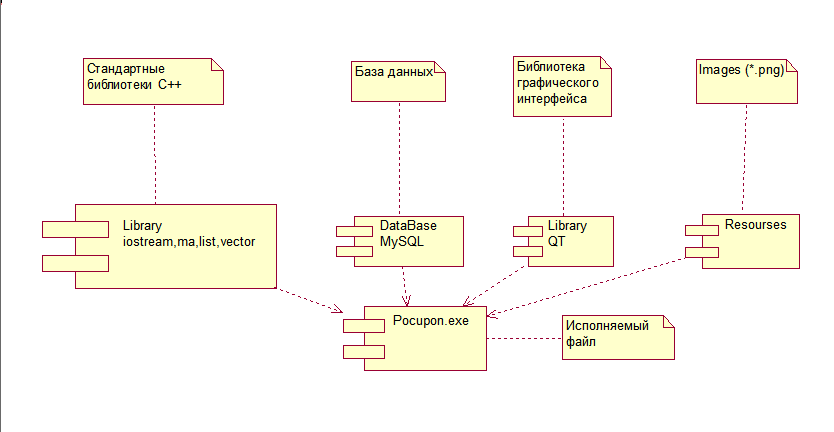 Стандартные
библиотеки C++
База данных
Библиотека
графического
интерфейса
Images (*.png)
Library
iostream,ma,list,vector
DataBase
MySQL
Library
QT
Resourses
Pocupon.exe
Исполняемый
файл